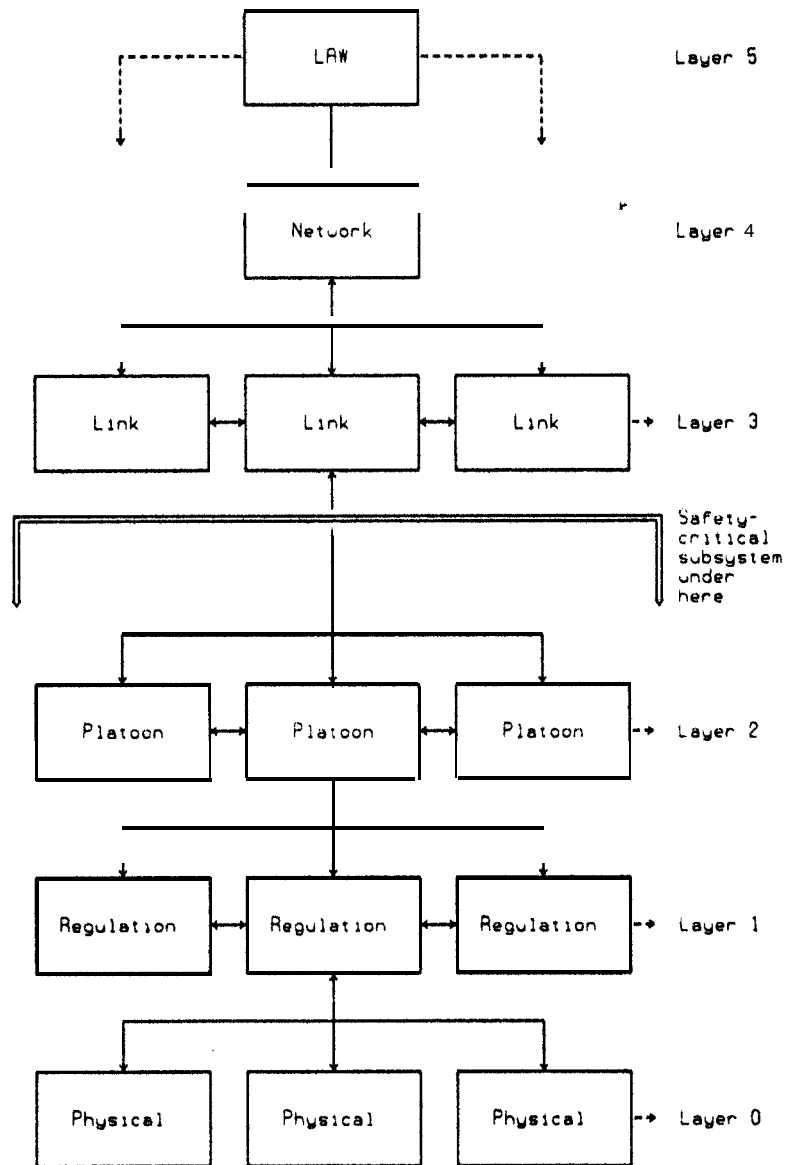 LAW
Layer 5
Network
Layer 4
Link
Link
Link
Layer 3
Safety-
critical
subsystem
under
here
Platoon
Platoon
Platoon
Layer 2
Regulation
Regulation
Regulation
Layer 1
Physical
Physical
Physical
Layer 0